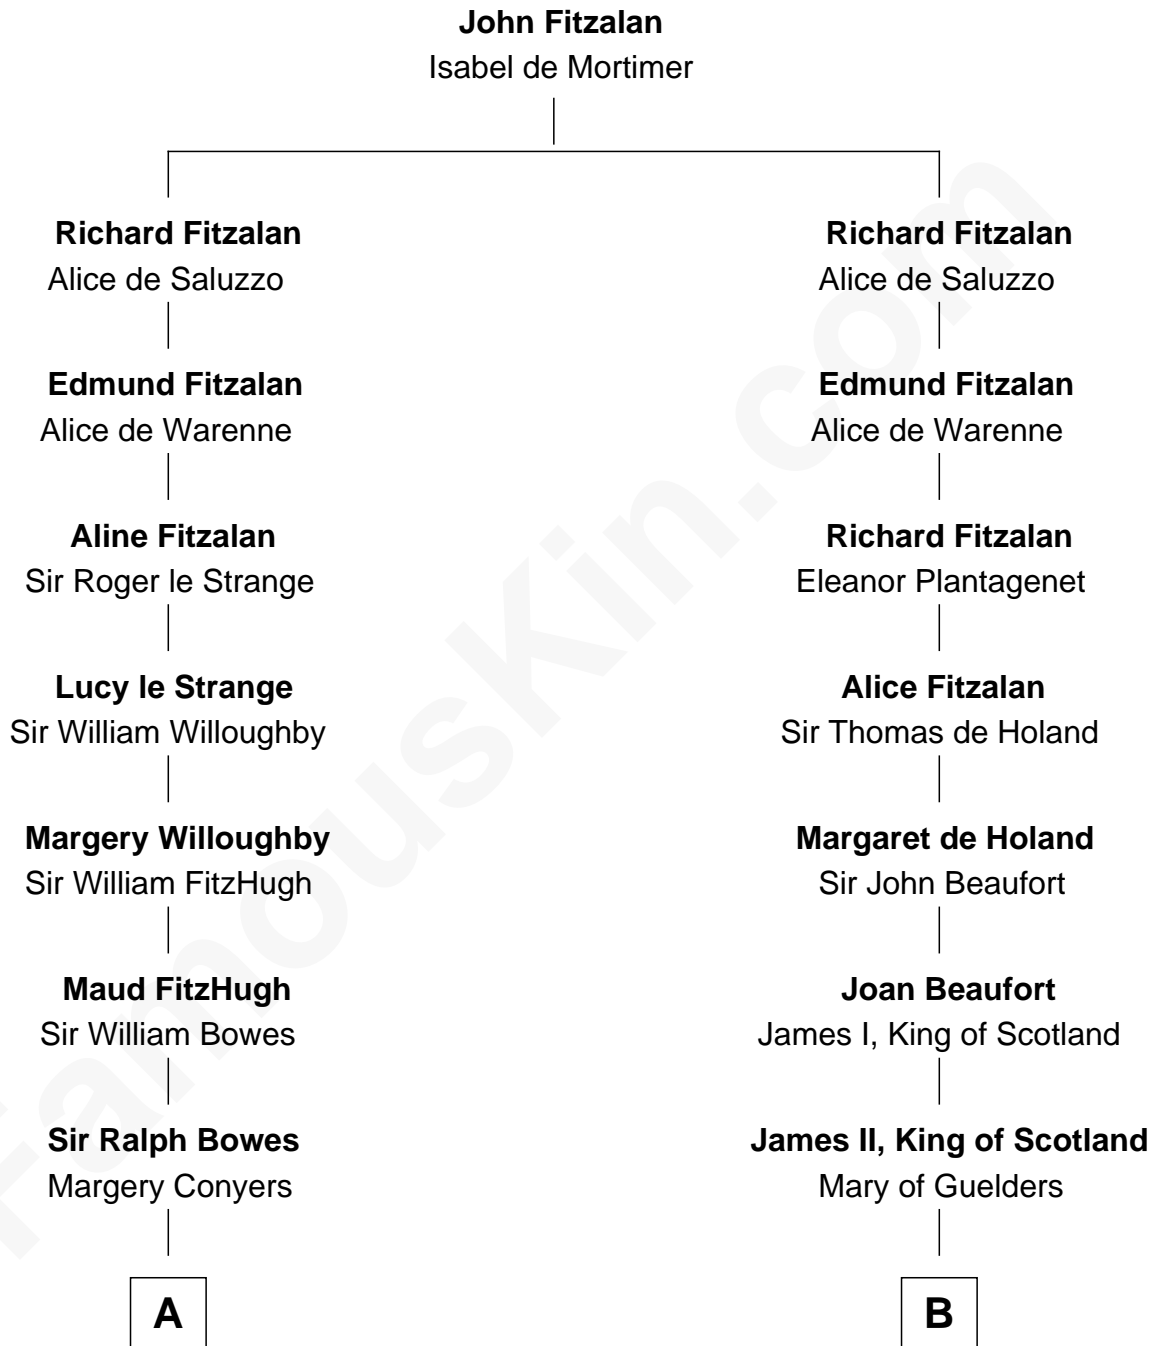 John Fitzalan
Isabel de Mortimer
Richard Fitzalan
Alice de Saluzzo
Edmund Fitzalan
Alice de Warenne
Aline Fitzalan
Sir Roger le Strange
Lucy le Strange
Sir William Willoughby
Margery Willoughby
Sir William FitzHugh
Maud FitzHugh
Sir William Bowes
Sir Ralph Bowes
Margery Conyers
A
Richard Fitzalan
Alice de Saluzzo
Edmund Fitzalan
Alice de Warenne
Richard Fitzalan
Eleanor Plantagenet
Alice Fitzalan
Sir Thomas de Holand
Margaret de Holand
Sir John Beaufort
Joan Beaufort
James I, King of Scotland
James II, King of Scotland
Mary of Guelders
B
FamousKin.com